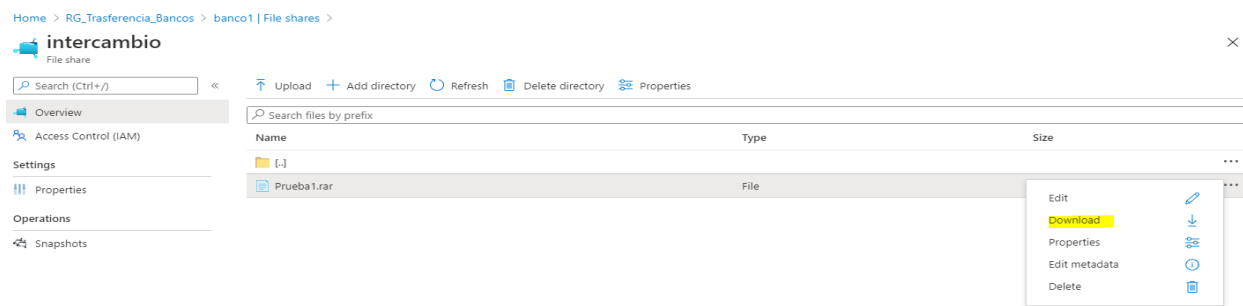 Home > RG_Trasferencia_Bancos > banco1 | File shares >
intercambio
File share
Search (Ctrl+/)
«
Upload
Add directory
Refresh
Delete directory
Properties
Overview
Access Control (IAM)
Settings
Properties
Operations
Snapshots
Search files by prefix
Name Type Size
[..]
Prueba1.rar File
Edit
Download
Properties
Edit metadata
Delete